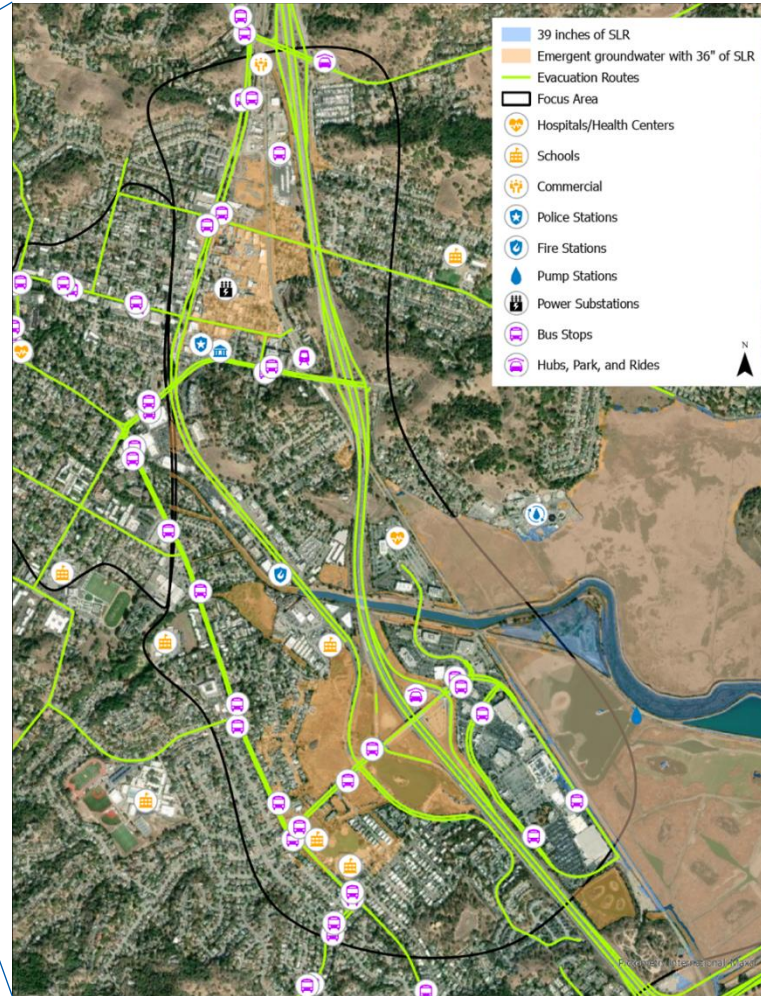 39 inches of SLR
Emergent groundwater with 36" of SLR
Evacuation Routes
Focus Area
Hospitals/Health Centers
Schools
Commercial
Police Stations
Fire Stations
Pump Stations
Power Substations
Bus Stops
Hubs, Park, and Rides
N